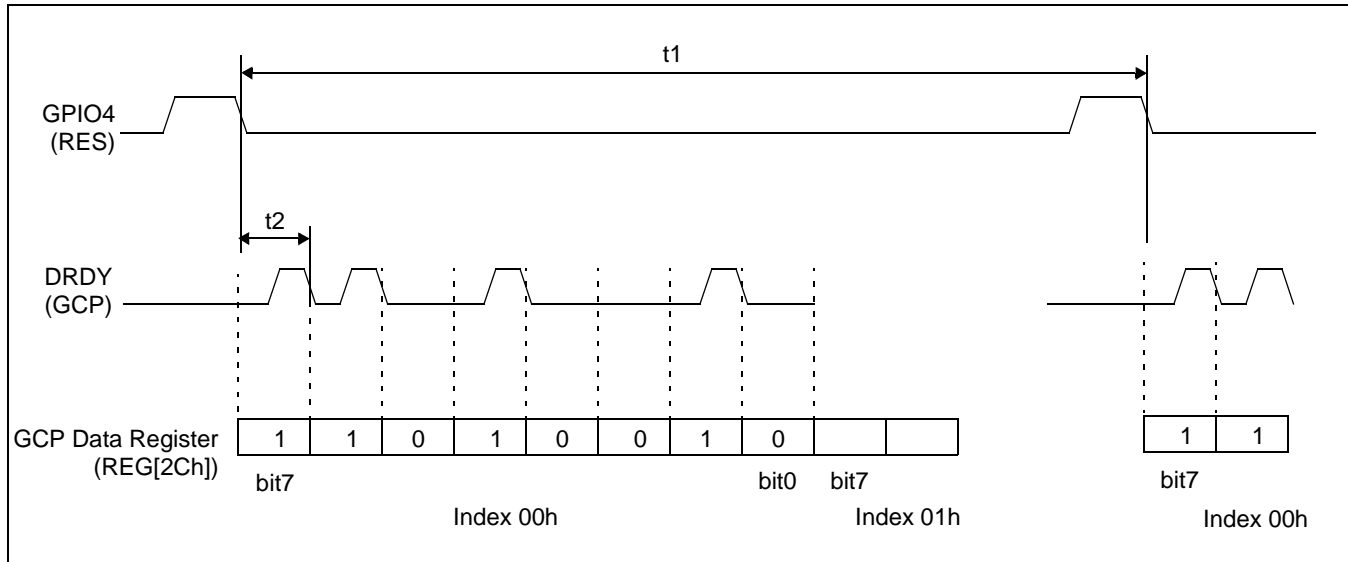 t1
GPIO4
(RES)
t2
DRDY
(GCP)
GCP Data Register
(REG[2Ch])
1 1 0 1 0 0 1 0
1 1
bit7
bit0
bit7
bit7
Index 00h
Index 01h
Index 00h